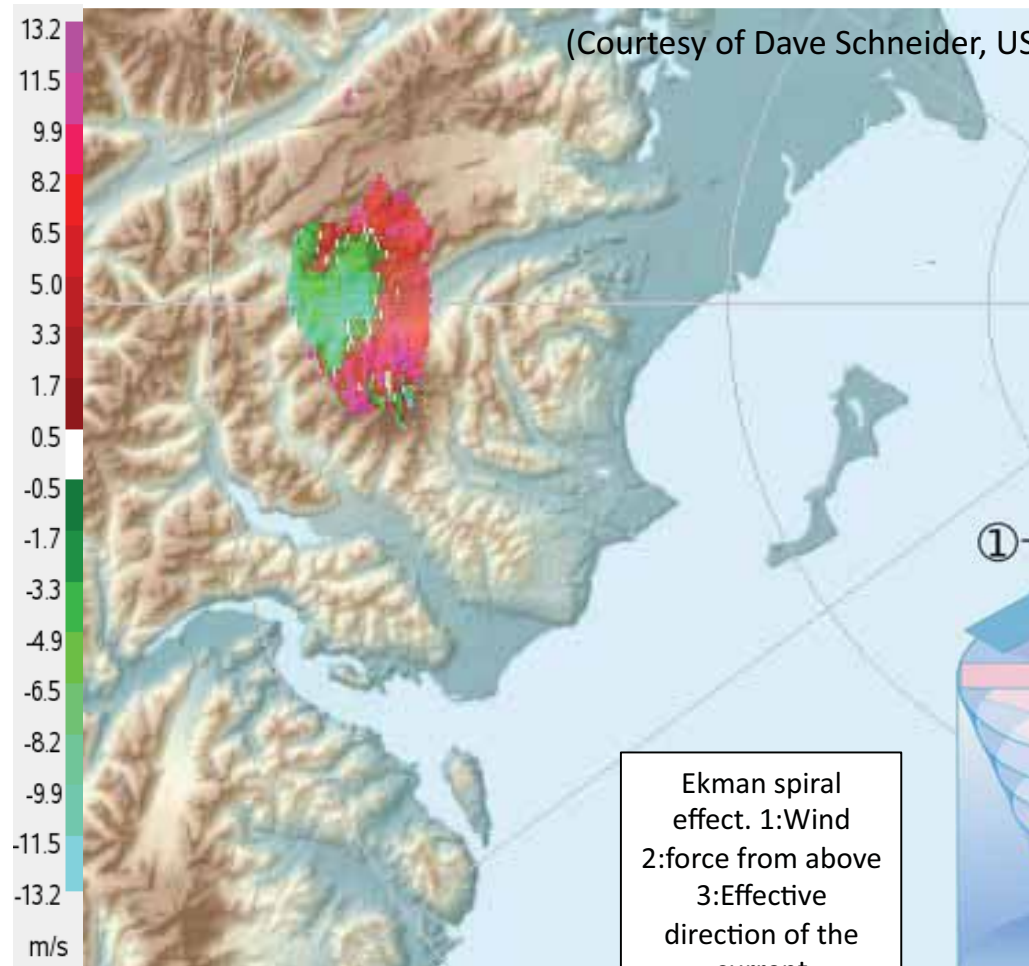 (Courtesy of Dave Schneider, US
13.2
11.5
9.9
8.2
6.5
5.0
3.3
1.7
0.5
-0.5
-1.7
-3.3
-4.9
-6.5
-8.2
-9.9
-11.5
-13.2
m/s
①
Ekman spiral
effect. 1:Wind
2:force from above
3:Effective
direction of the
current